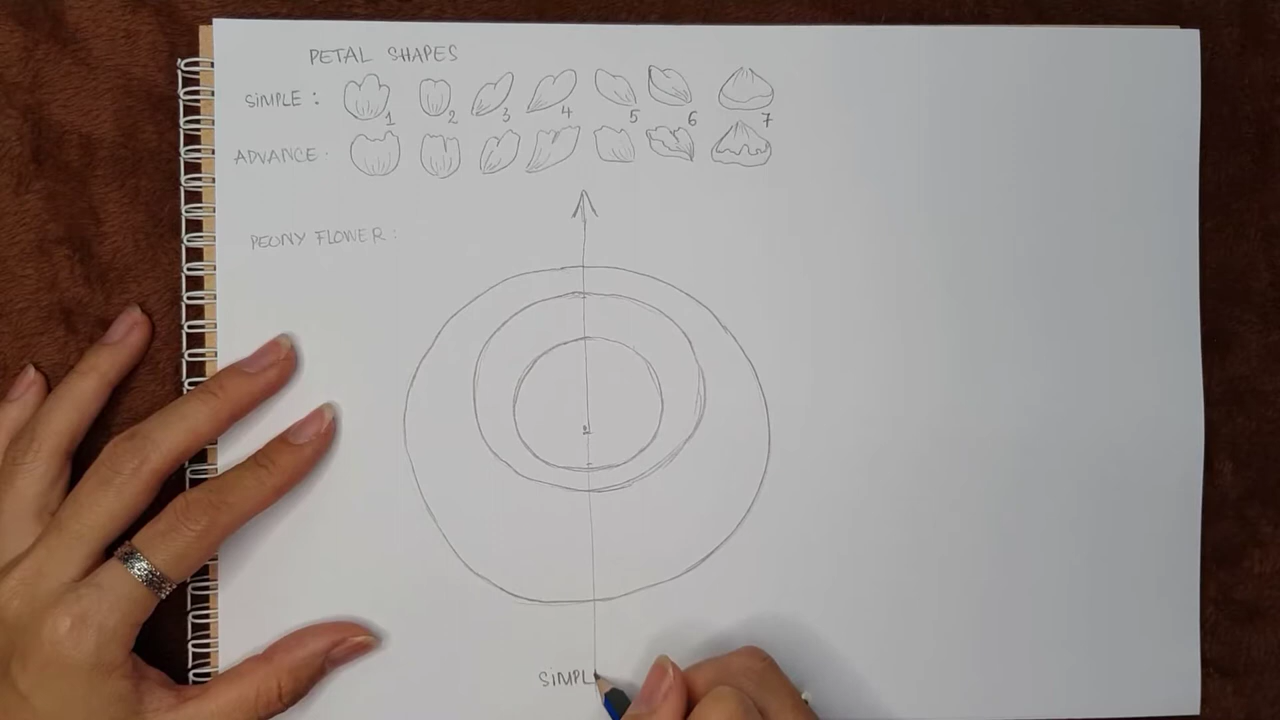 PETAL SHAPES
SIMPLE :
1 2 3 4 5 6 7
ADVANCE :
PEONY FLOWER :
SIMPL